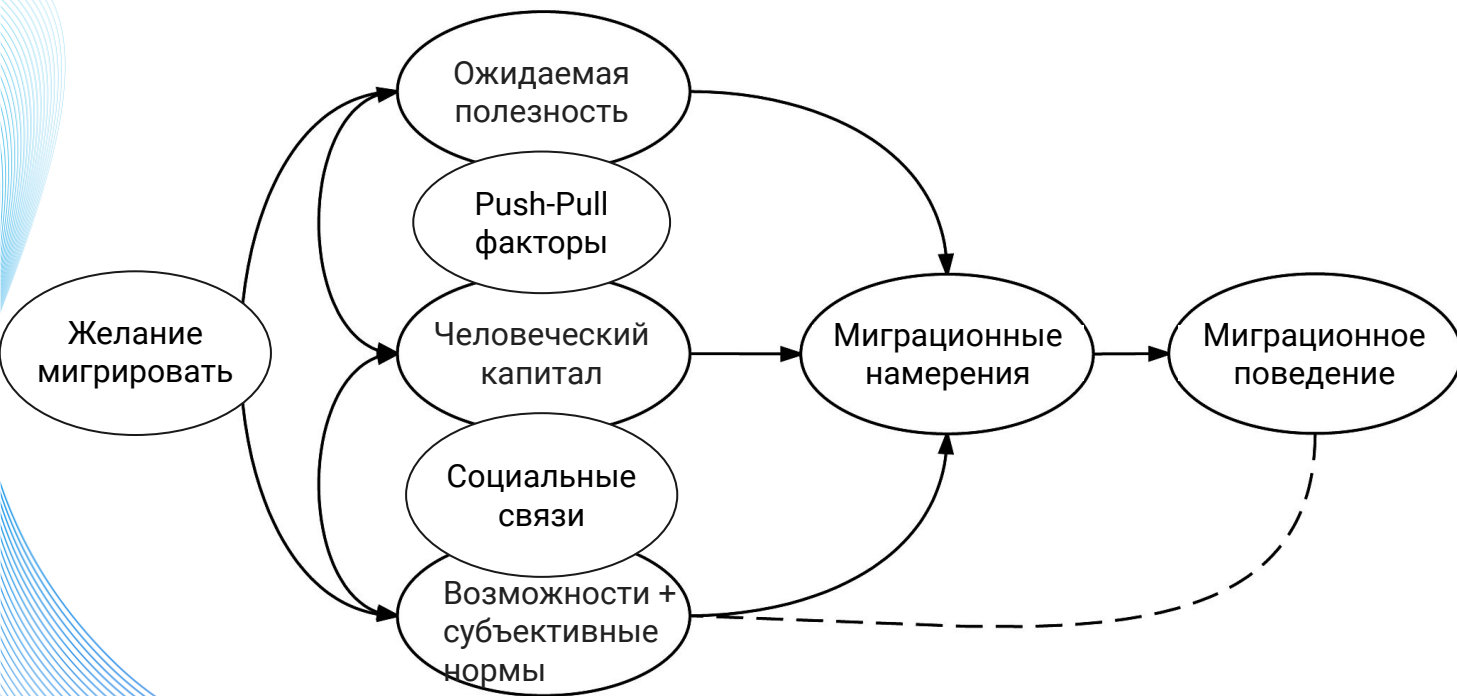 Ожидаемая
полезность
Push-Pull
факторы
Желание
мигрировать
Человеческий
капитал
Миграционные
намерения
Миграционное
поведение
Социальные
связи
Возможности +
субъективные
нормы